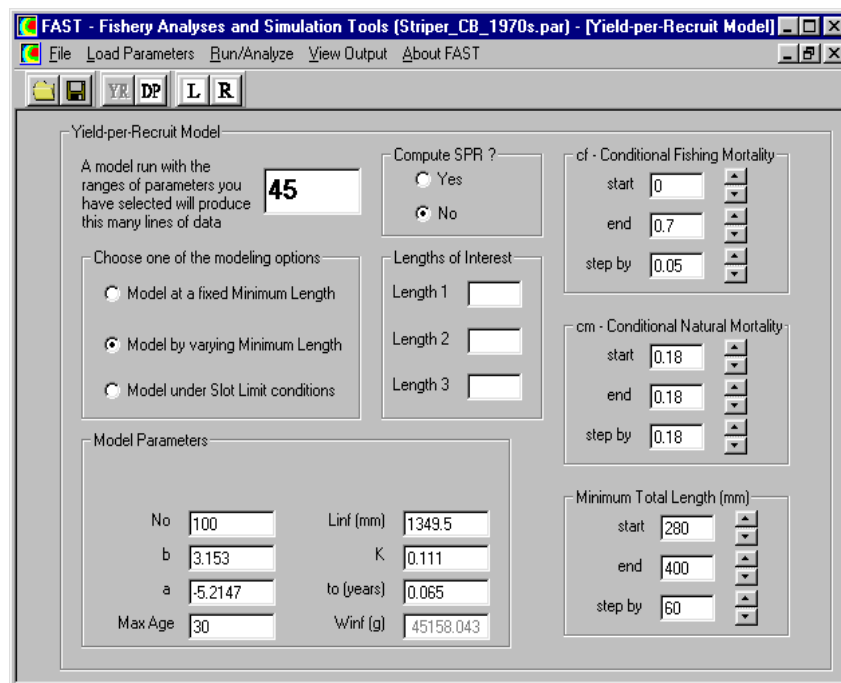 FAST - Fishery Analyses and Simulation Tools (Striper_CB_1970s.par) - [Yield-per-Recruit Model]
File Load Parameters Run/Analyze View Output About FAST
YR DP L R
Yield-per-Recruit Model
A model run with the
ranges of parameters you
have selected will produce
this many lines of data
45
Compute SPR ?
Yes
No
cf - Conditional Fishing Mortality
start 0
end 0.7
step by 0.05
Choose one of the modeling options
Model at a fixed Minimum Length
Model by varying Minimum Length
Model under Slot Limit conditions
Lengths of Interest
Length 1
Length 2
Length 3
cm - Conditional Natural Mortality
start 0.18
end 0.18
step by 0.18
Model Parameters
No 100 Linf (mm) 1349.5
b 3.153 K 0.111
a -5.2147 to (years) 0.065
Max Age 30 Winf (g) 45158.043
Minimum Total Length (mm)
start 280
end 400
step by 60